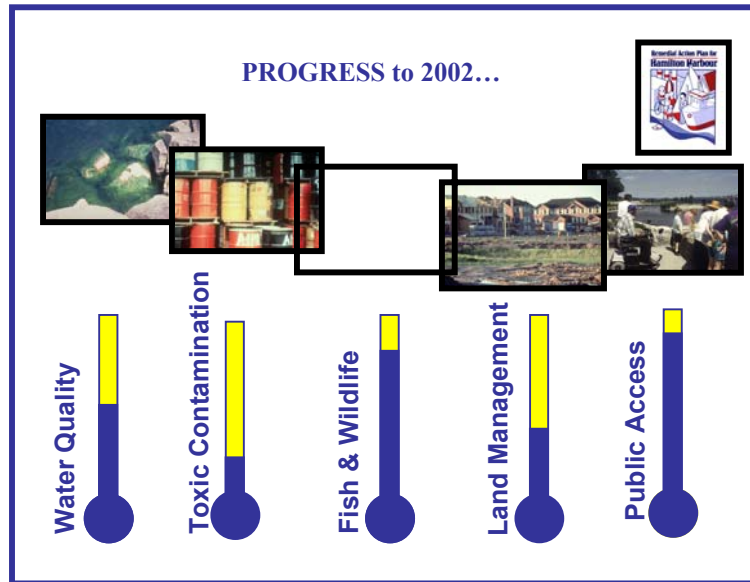 PROGRESS to 2002…
Remedial Action Plan for
Hamilton Harbour
Water Quality
Toxic Contamination
Fish & Wildlife
Land Management
Public Access